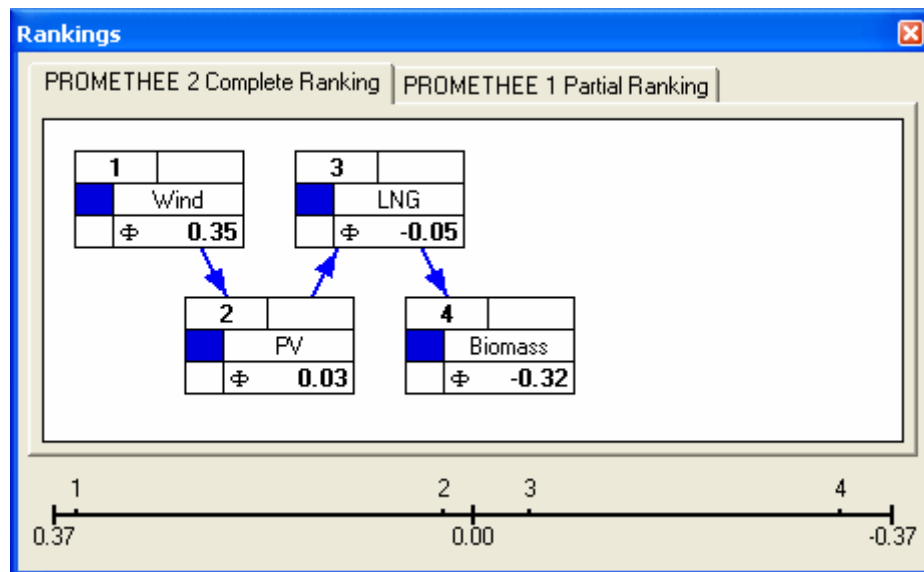 Rankings
PROMETHEE 2 Complete Ranking
PROMETHEE 1 Partial Ranking
1
Wind
Φ 0.35
3
LNG
Φ -0.05
2
PV
Φ 0.03
4
Biomass
Φ -0.32
1 2 3 4
0.37 0.00 -0.37